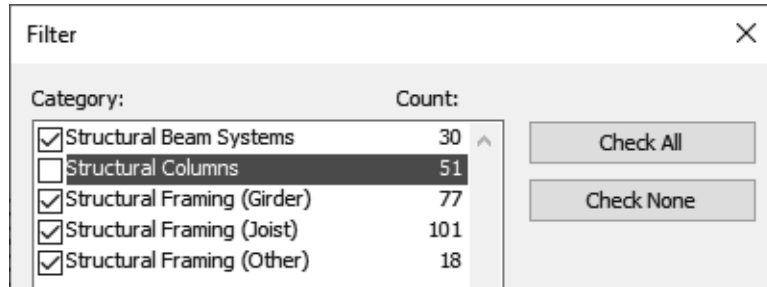 Filter
Category: Count:
Structural Beam Systems 30
Check All
Structural Columns 51
Structural Framing (Girder) 77
Check None
Structural Framing (Joist) 101
Structural Framing (Other) 18